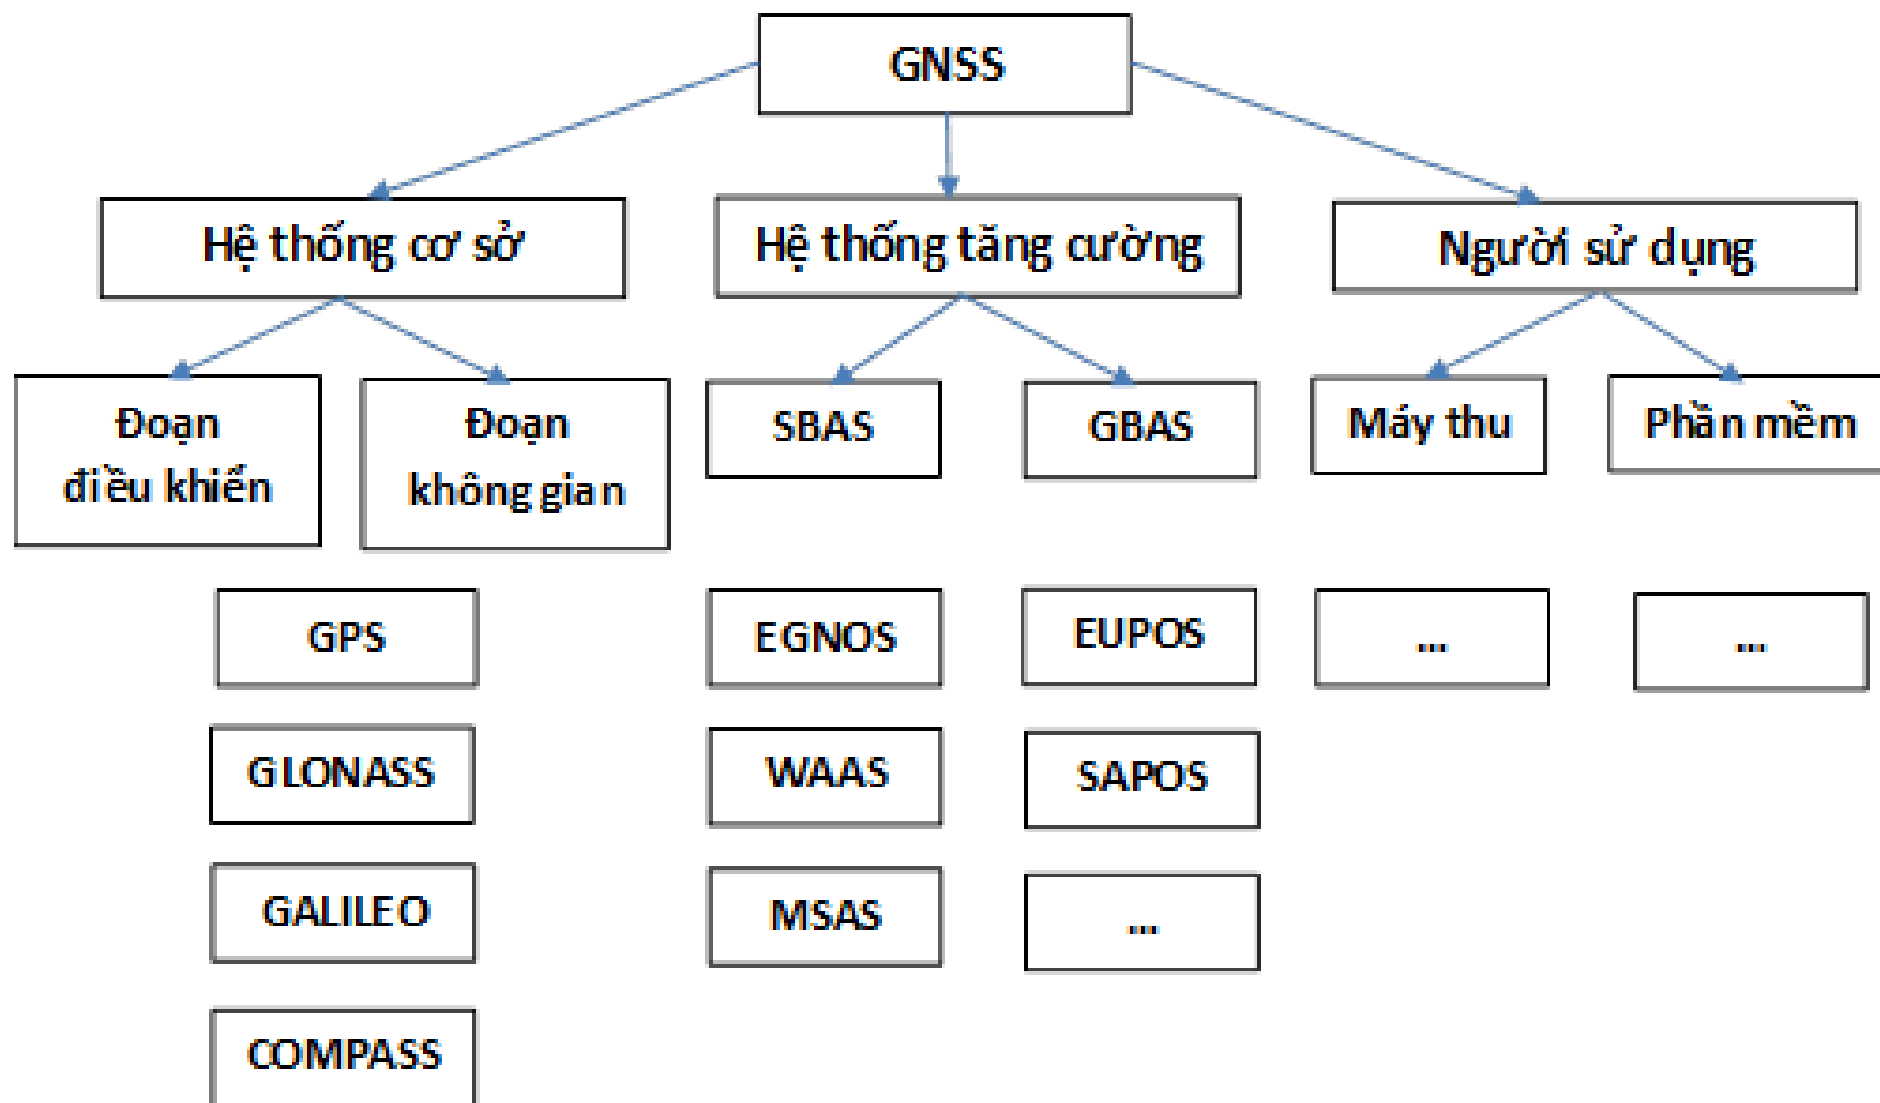 GNSS
Hệ thống cơ sở
Hệ thống tăng cường
Người sử dụng
Đoạn
điều khiển
Đoạn
không gian
SBAS
GBAS
Máy thu
Phần mềm
GPS
EGNOS
EUPOS
...
...
GLONASS
WAAS
SAPOS
GALILEO
MSAS
...
COMPASS